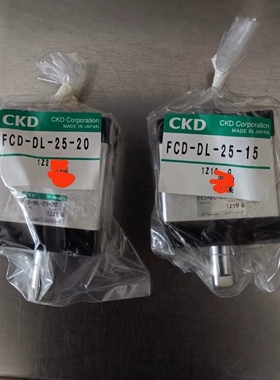 CKD
CKD Corporation
MADE IN JAPAN
FCD-DL-25-20
CKD
CKD Corporation
MADE IN JAPAN
FCD-DL-25-15
1219 G